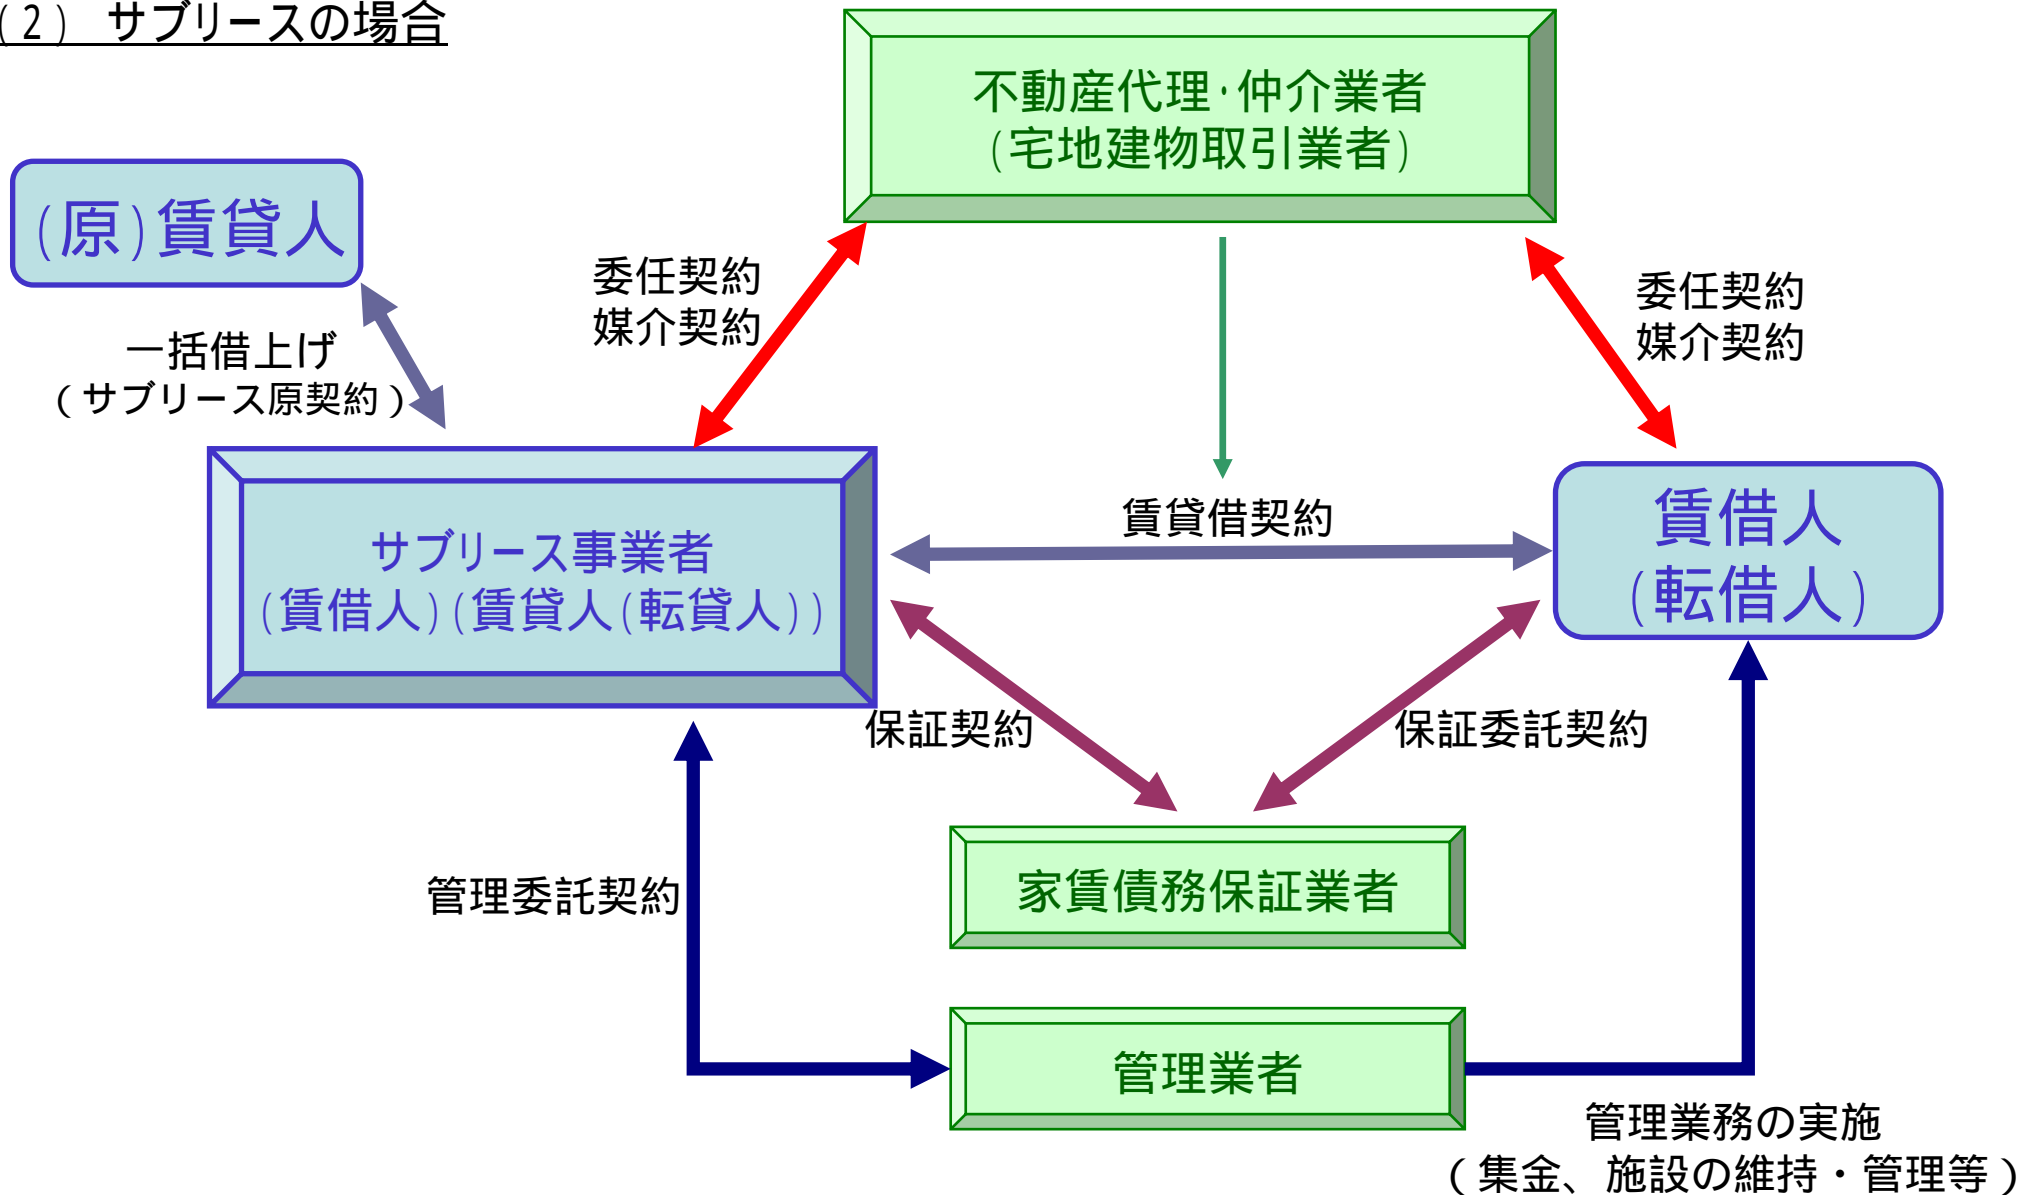 (2) サブリースの場合
不動産代理・仲介業者
(宅地建物取引業者)
(原)賃貸人
委任契約
媒介契約
委任契約
媒介契約
一括借上げ
(サブリース原契約)
賃貸借契約
サブリース事業者
(賃借人)(賃貸人(転貸人))
賃借人
(転借人)
保証契約
保証委託契約
家賃債務保証業者
管理委託契約
管理業者
管理業務の実施
(集金、施設の維持・管理等)